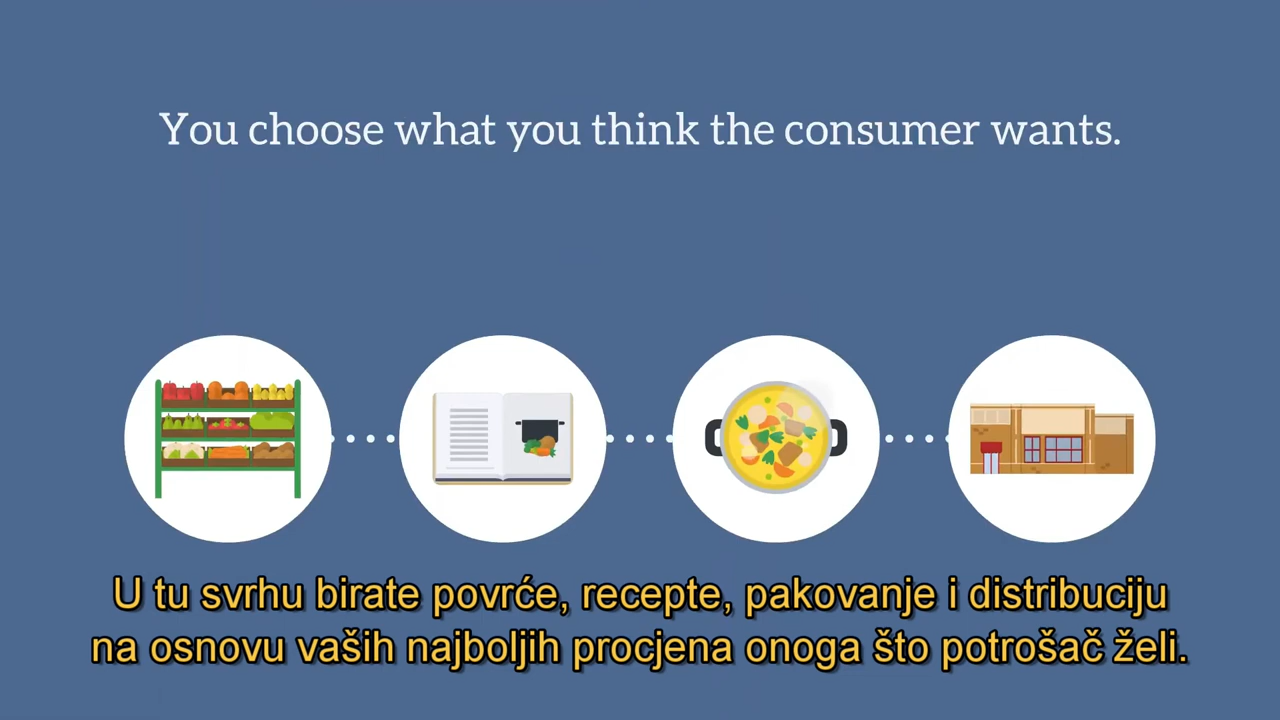 You choose what you think the consumer wants.
U tu svrhu birate povrće, recepte, pakovanje i distribuciju
na osnovu vaših najboljih procjena onoga što potrošač želi.